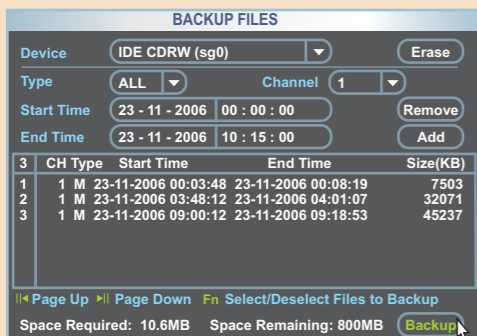 BACKUP FILES
Device IDE CDRW (sg0) Erase
Type ALL Channel 1
Start Time 23 - 11 - 2006 00 : 00 : 00 Remove
End Time 23 - 11 - 2006 10 : 15 : 00 Add
3 CH Type Start Time End Time Size(KB)
1 1 M 23-11-2006 00:03:48 23-11-2006 00:08:19 7503
2 1 M 23-11-2006 03:48:12 23-11-2006 04:01:07 32071
3 1 M 23-11-2006 09:00:12 23-11-2006 09:18:53 45237
Page Up Page Down Fn Select/Deselect Files to Backup
Space Required: 10.6MB Space Remaining: 800MB Backup